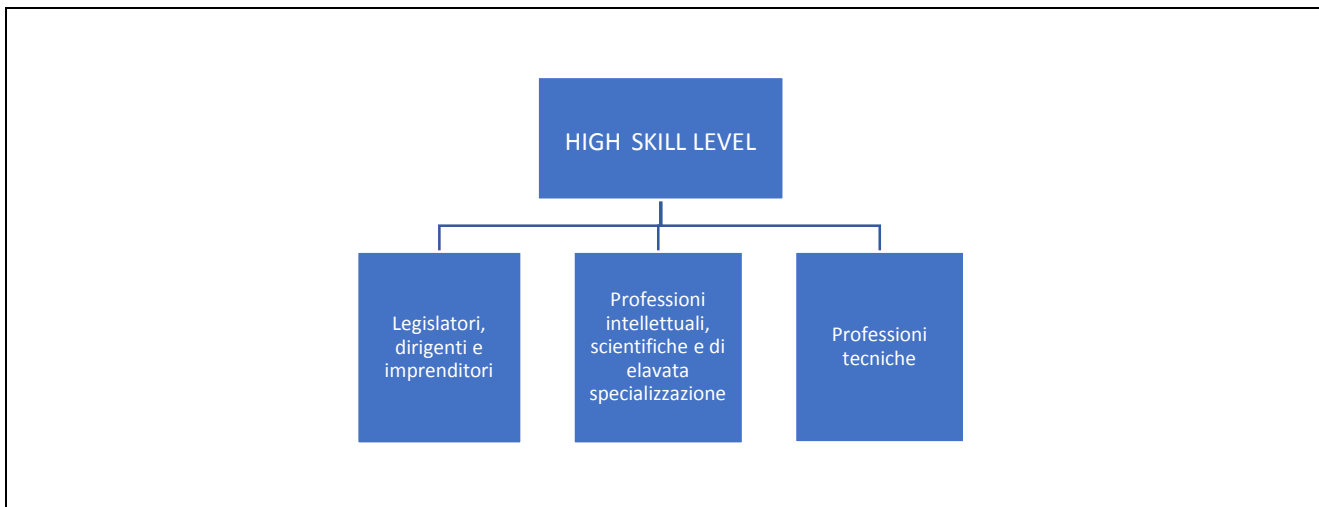 HIGH SKILL LEVEL
Legislatori,
dirigenti e
imprenditori
Professioni
intellettuali,
scientifiche e di
elavata
specializzazione
Professioni
tecniche